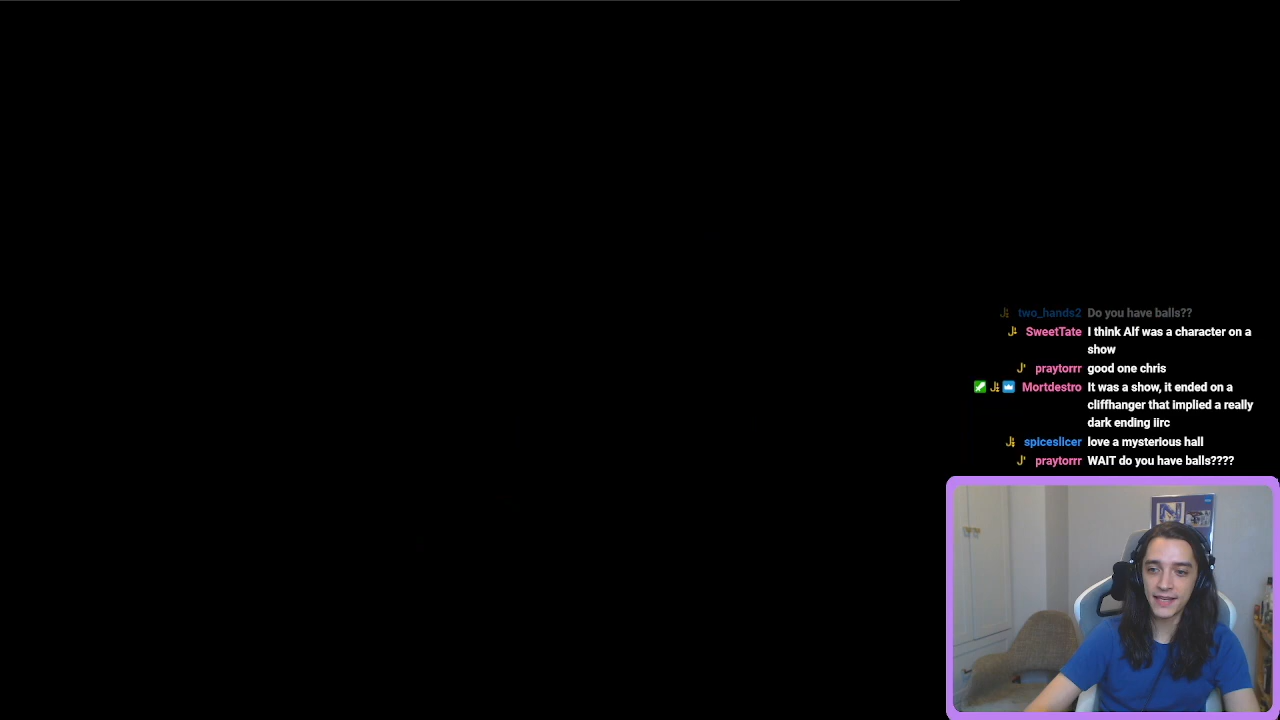 two_hands2 Do you have balls??
SweetTate I think Alf was a character on a
show
praytorrr good one chris
Mortdestro It was a show, it ended on a
cliffhanger that implied a really
dark ending iirc
spiceslicer love a mysterious hall
praytorrr WAIT do you have balls????